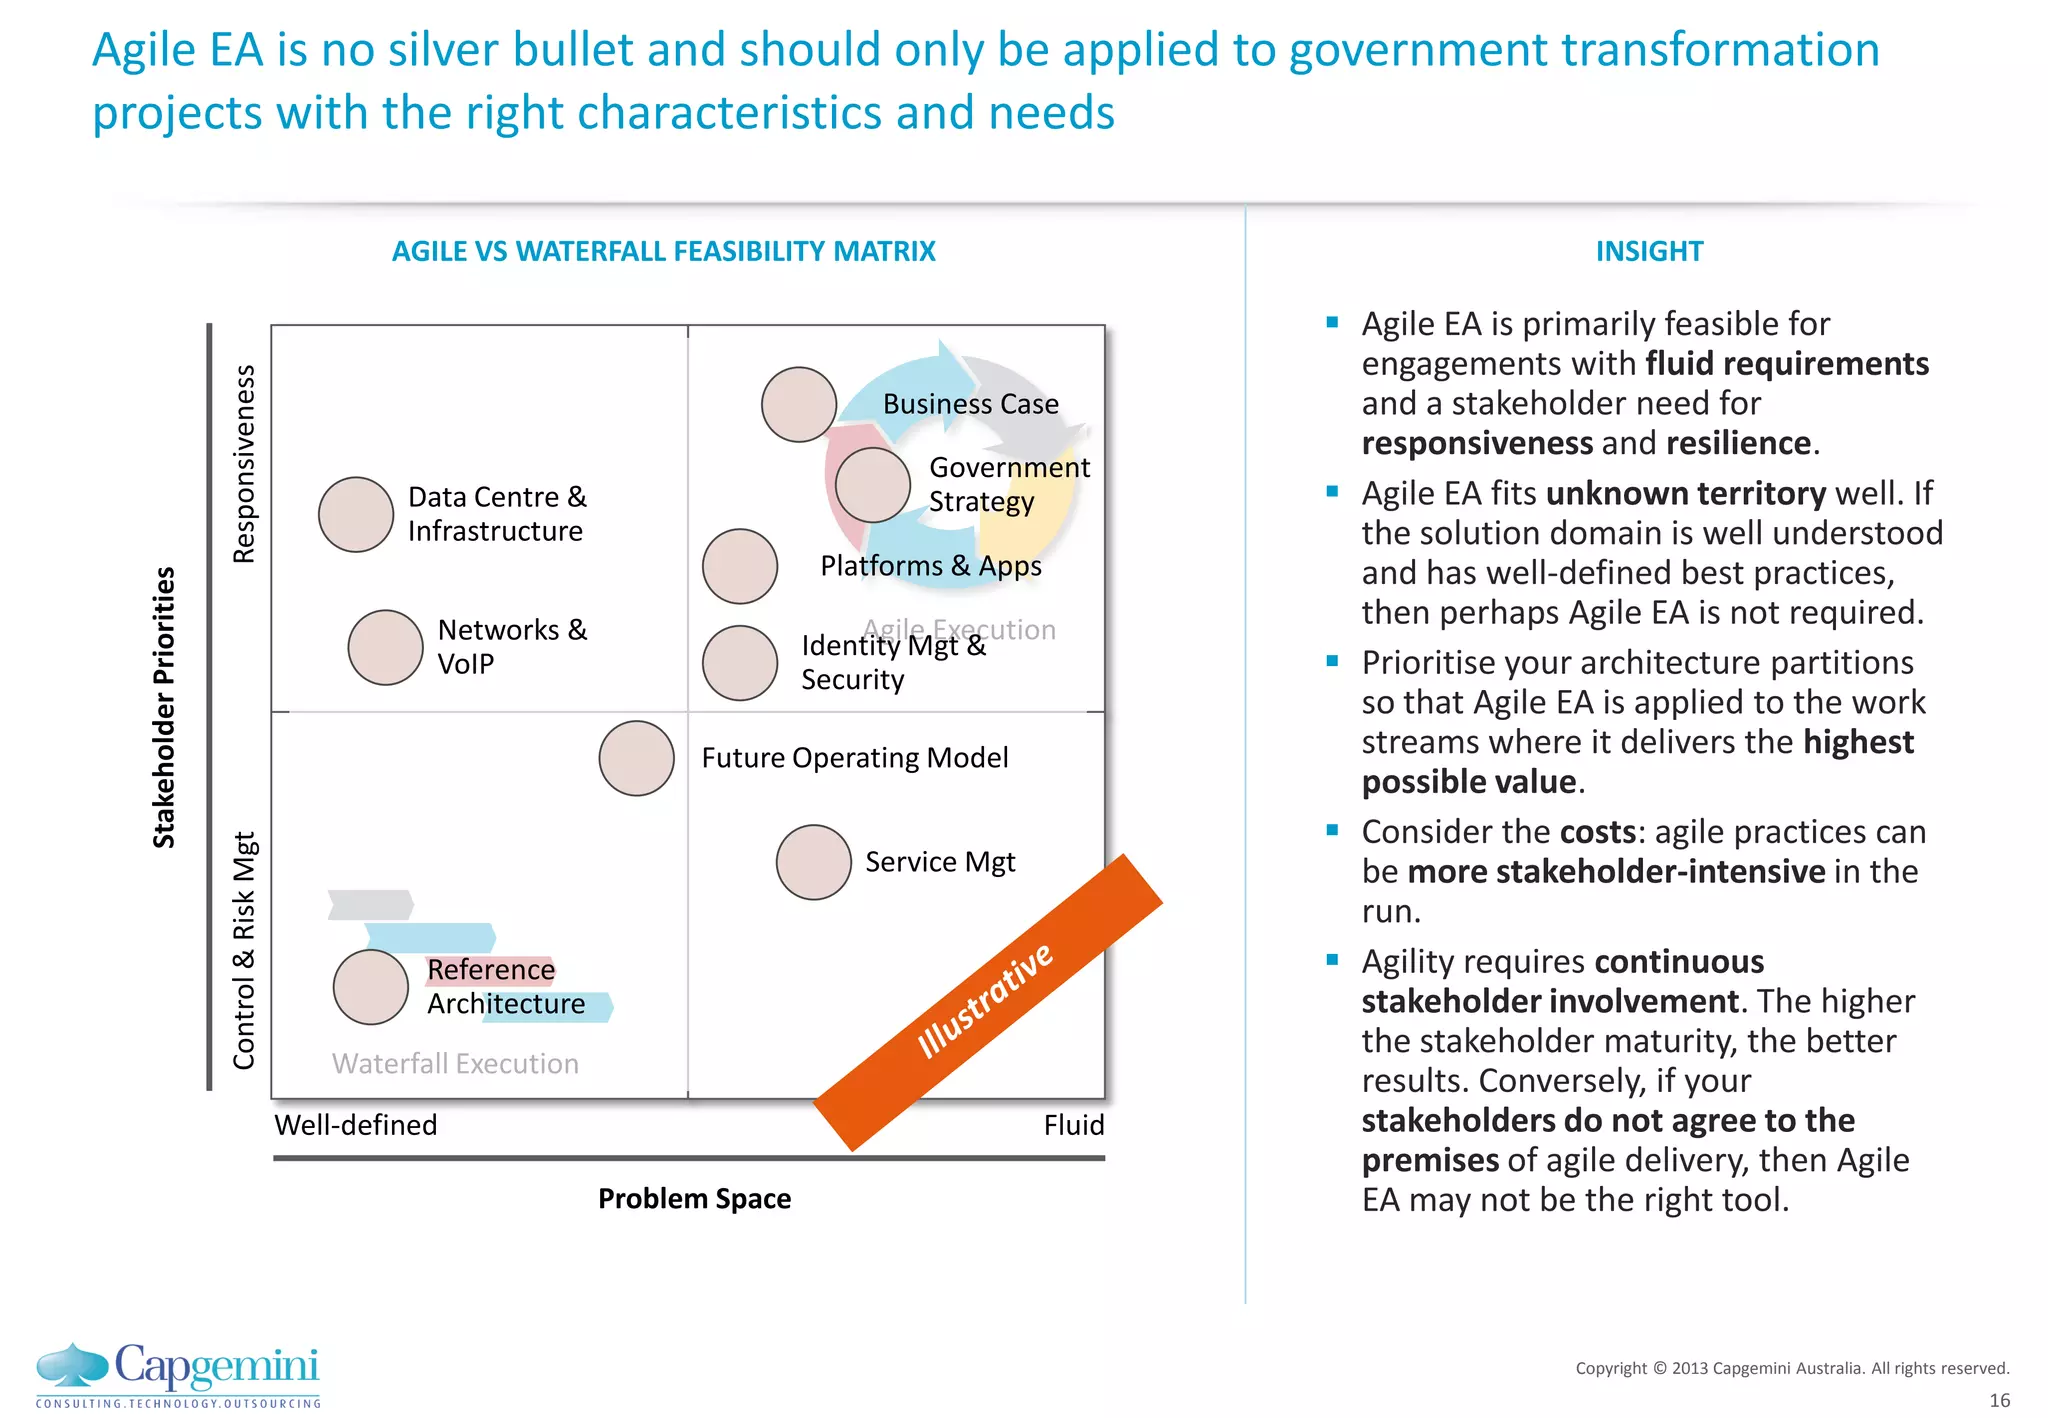 Agile EA is no silver bullet and should only be applied to government transformation
projects with the right characteristics and needs
AGILE VS WATERFALL FEASIBILITY MATRIX
Stakeholder Priorities
Responsiveness
Control & Risk Mgt
Business Case
Government
Strategy
Data Centre &
Infrastructure
Platforms & Apps
Networks &
VoIP
Agile Execution
Identity Mgt &
Security
Future Operating Model
Service Mgt
Reference
Architecture
Waterfall Execution
Illustrative
Well-defined
Fluid
Problem Space
INSIGHT
▪ Agile EA is primarily feasible for
engagements with fluid requirements
and a stakeholder need for
responsiveness and resilience.
▪ Agile EA fits unknown territory well. If
the solution domain is well understood
and has well-defined best practices,
then perhaps Agile EA is not required.
▪ Prioritise your architecture partitions
so that Agile EA is applied to the work
streams where it delivers the highest
possible value.
▪ Consider the costs: agile practices can
be more stakeholder-intensive in the
run.
▪ Agility requires continuous
stakeholder involvement. The higher
the stakeholder maturity, the better
results. Conversely, if your
stakeholders do not agree to the
premises of agile delivery, then Agile
EA may not be the right tool.
Capgemini
CONSULTING.TECHNOLOGY.OUTSOURCING
Copyright © 2013 Capgemini Australia. All rights reserved.
16